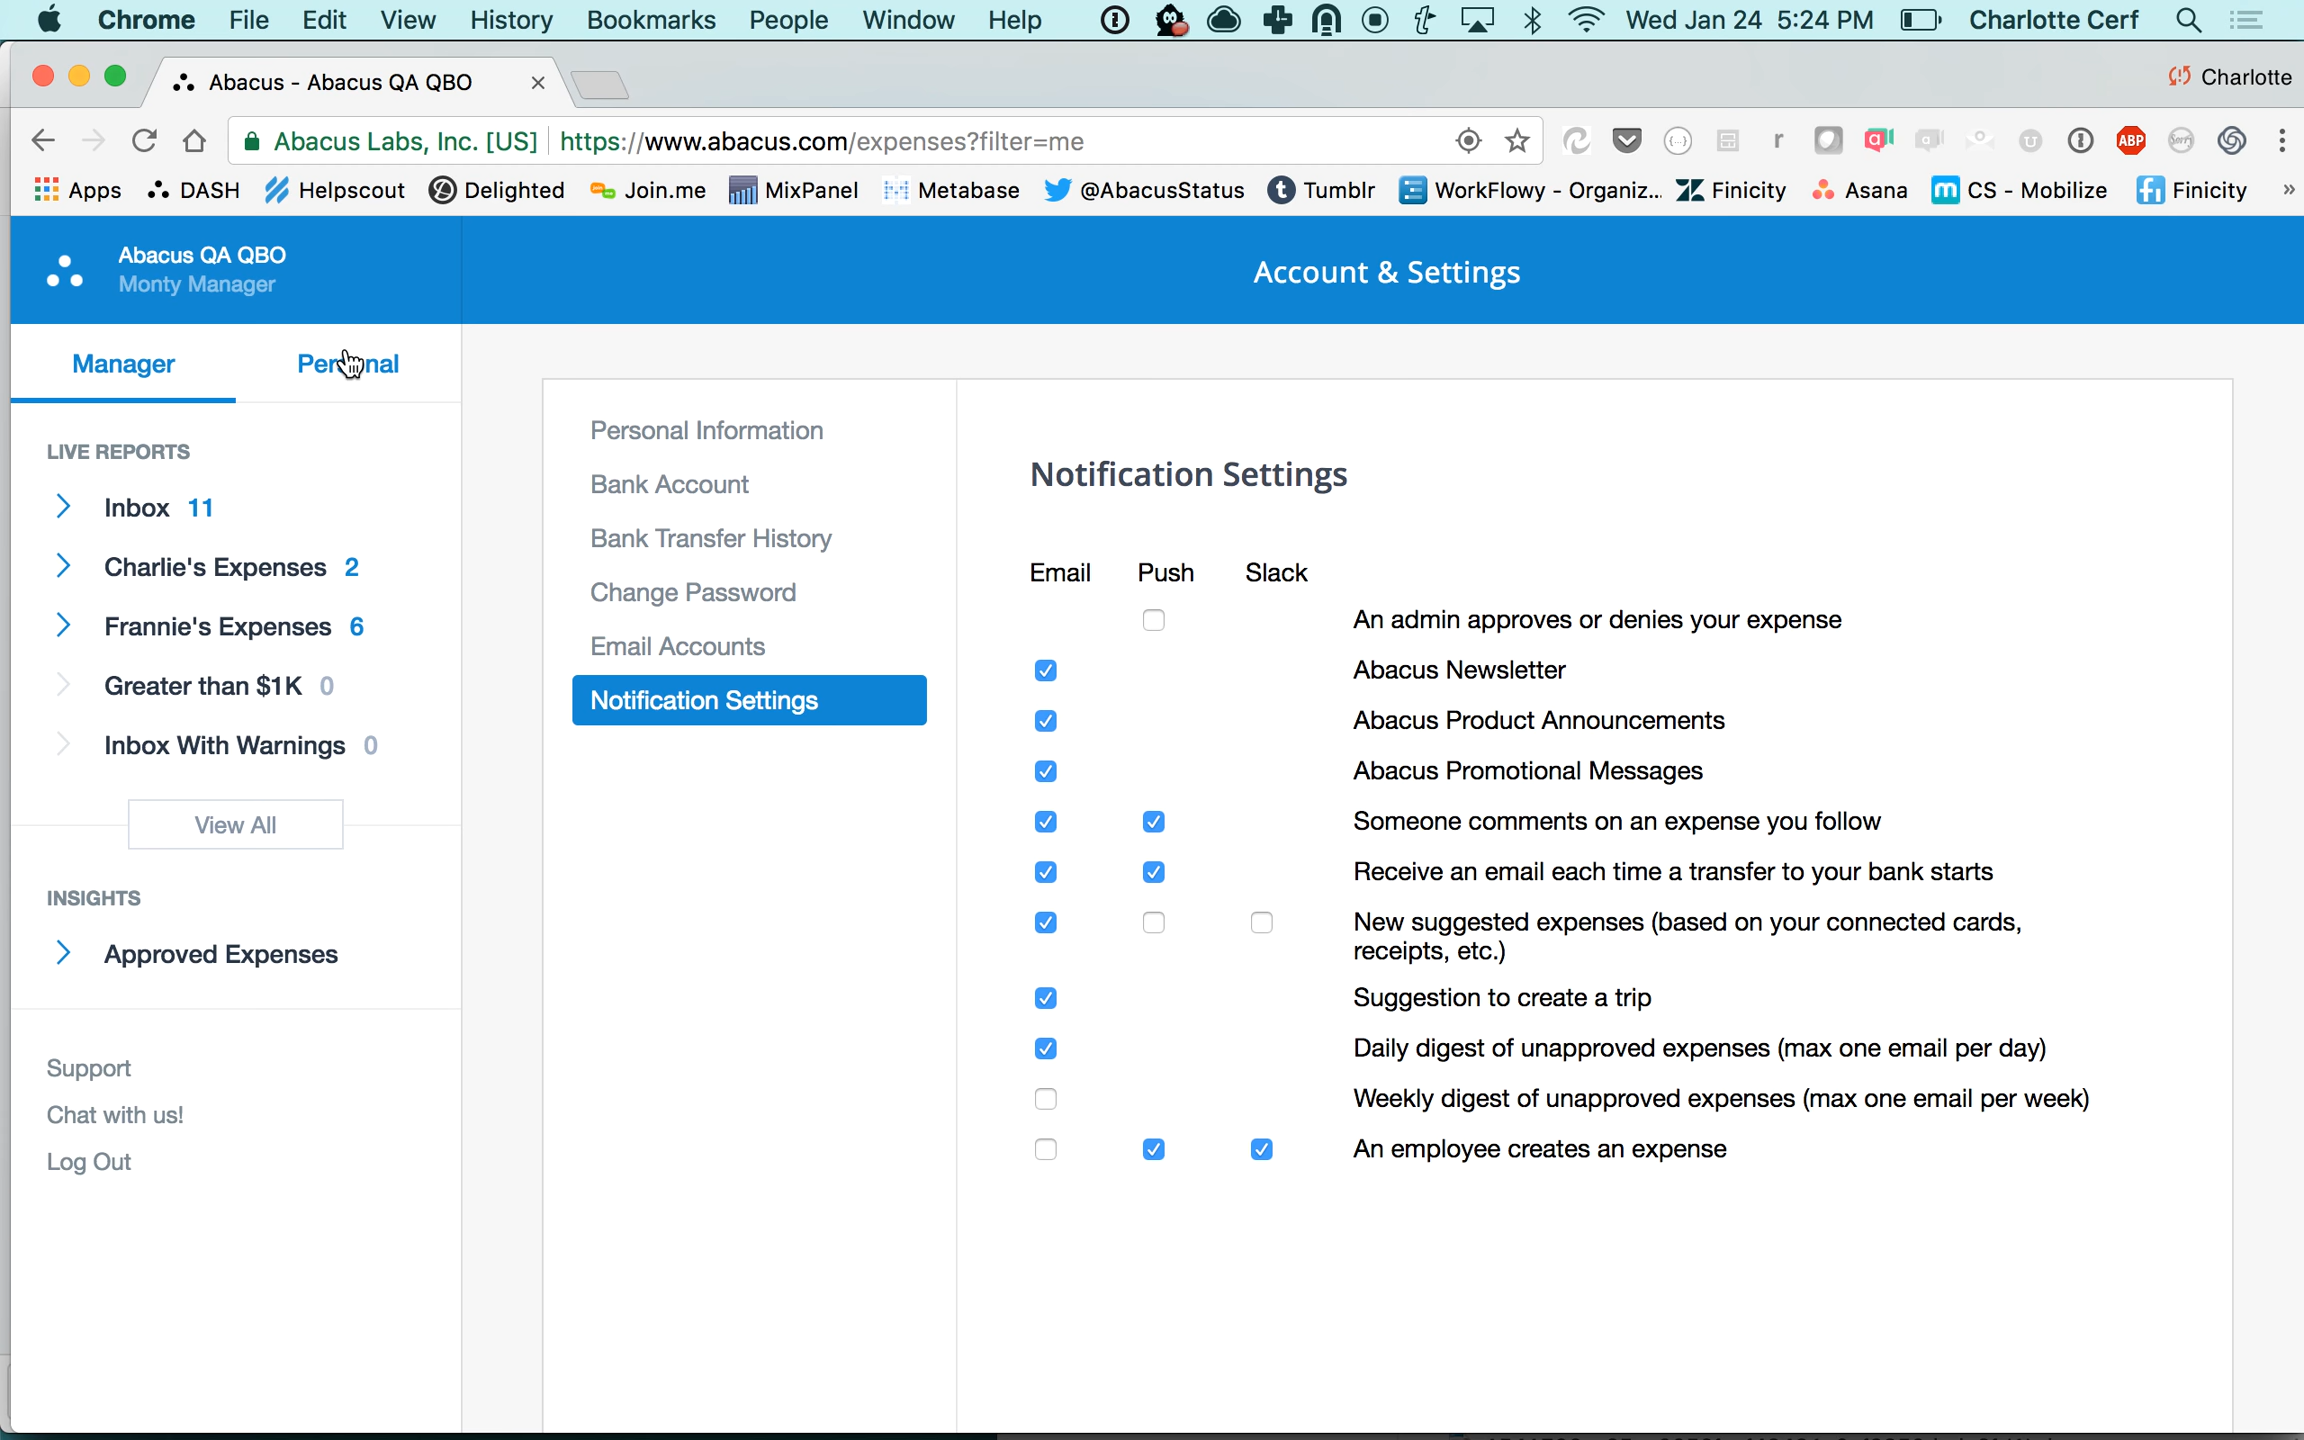 Chrome File Edit View History Bookmarks People Window Help Wed Jan 24 5:24 PM Charlotte Cerf
Abacus - Abacus QA QBO Charlotte
Abacus Labs, Inc. [US] https://www.abacus.com/expenses?filter=me ABP
Apps DASH Helpscout Delighted Join.me MixPanel Metabase @AbacusStatus Tumblr WorkFlowy - Organiz... Finicity Asana CS - Mobilize Finicity »
Abacus QA QBO
Monty Manager
Account & Settings
Manager Personal
LIVE REPORTS
Inbox 11
Charlie's Expenses 2
Frannie's Expenses 6
Greater than $1K 0
Inbox With Warnings 0
View All
INSIGHTS
Approved Expenses
Support
Chat with us!
Log Out
Personal Information
Bank Account
Bank Transfer History
Change Password
Email Accounts
Notification Settings
Notification Settings
Email Push Slack
An admin approves or denies your expense
Abacus Newsletter
Abacus Product Announcements
Abacus Promotional Messages
Someone comments on an expense you follow
Receive an email each time a transfer to your bank starts
New suggested expenses (based on your connected cards,
receipts, etc.)
Suggestion to create a trip
Daily digest of unapproved expenses (max one email per day)
Weekly digest of unapproved expenses (max one email per week)
An employee creates an expense